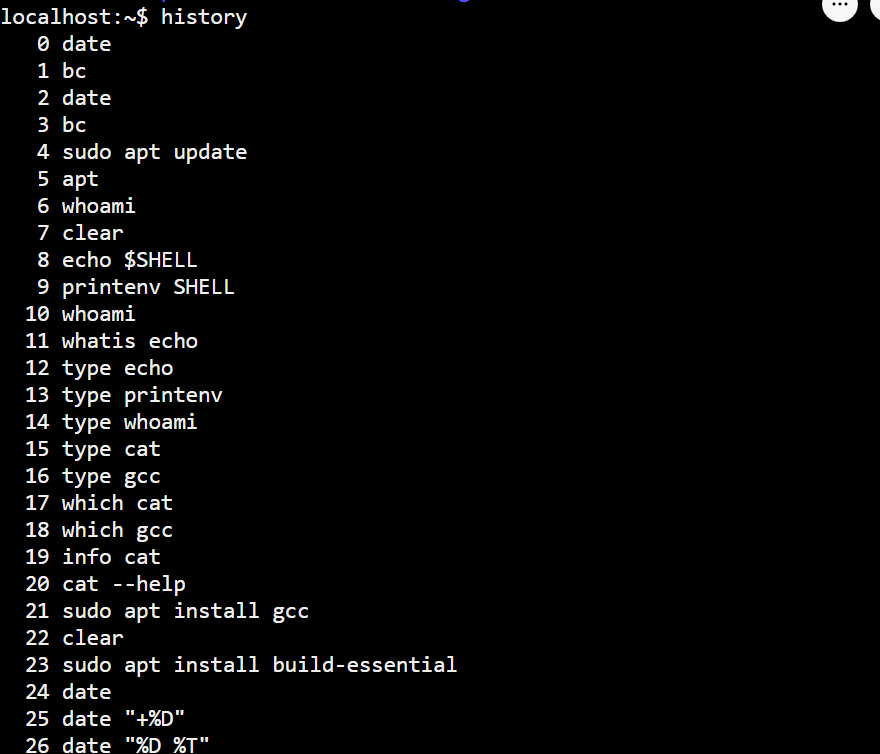 localhost:~$ history
0 date
1 bc
2 date
3 bc
4 sudo apt update
5 apt
6 whoami
7 clear
8 echo $SHELL
9 printenv SHELL
10 whoami
11 whatis echo
12 type echo
13 type printenv
14 type whoami
15 type cat
16 type gcc
17 which cat
18 which gcc
19 info cat
20 cat --help
21 sudo apt install gcc
22 clear
23 sudo apt install build-essential
24 date
25 date "+%D"
26 date "%D %T"